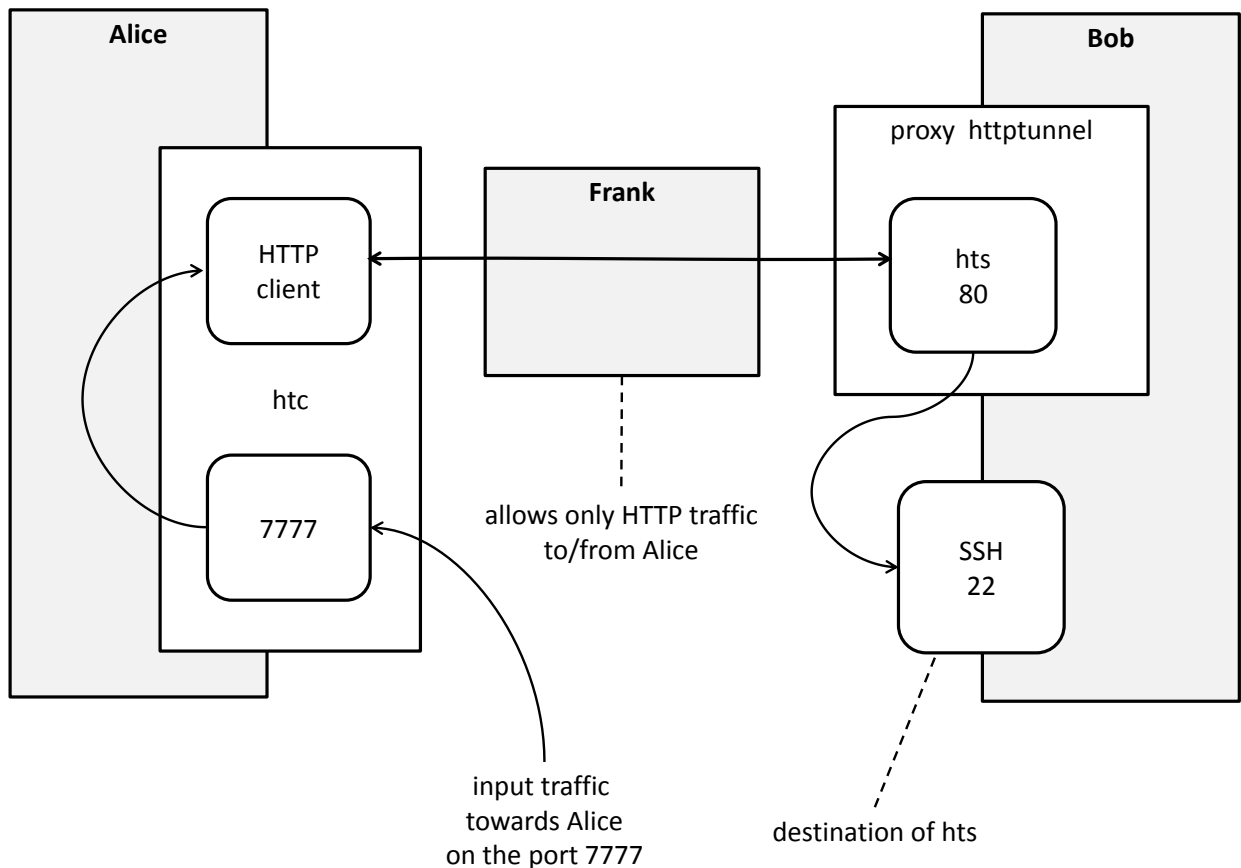 Alice
Bob
proxy httptunnel
Frank
HTTP
client
hts
80
htc
7777
allows only HTTP traffic
to/from Alice
SSH
22
input traffic
towards Alice
on the port 7777
destination of hts